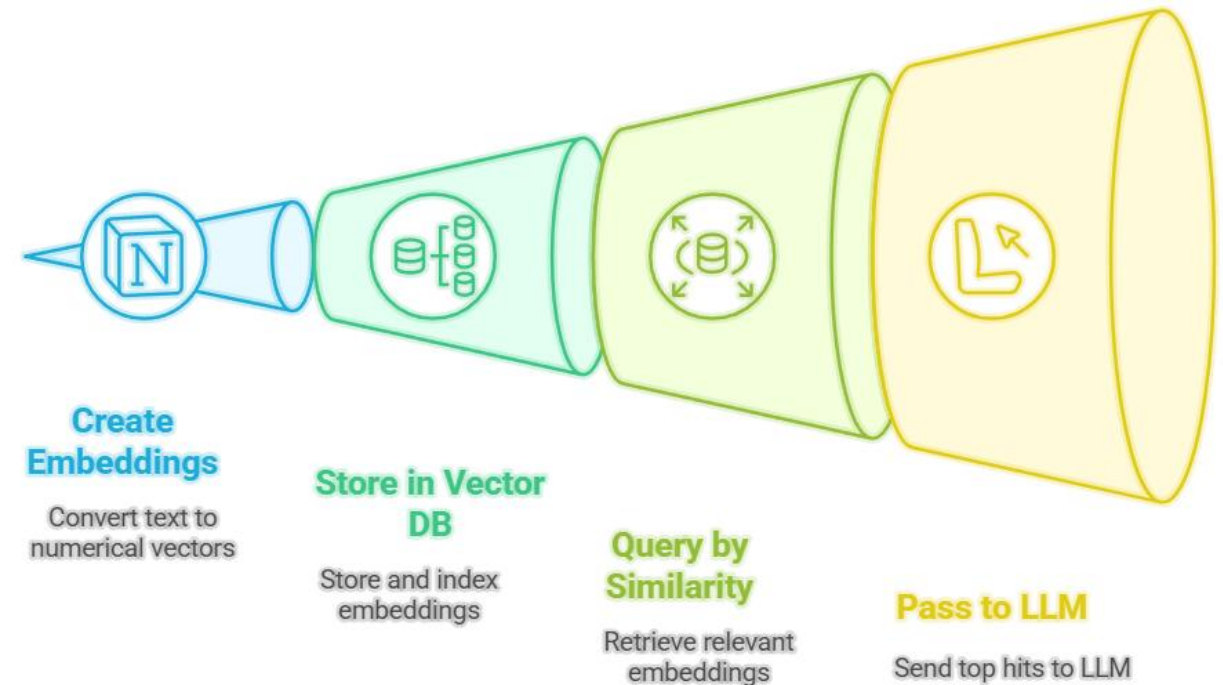 N
Create
Embeddings
Convert text to
numerical vectors
Store in Vector
DB
Store and index
embeddings
Query by
Similarity
Retrieve relevant
embeddings
Pass to LLM
Send top hits to LLM